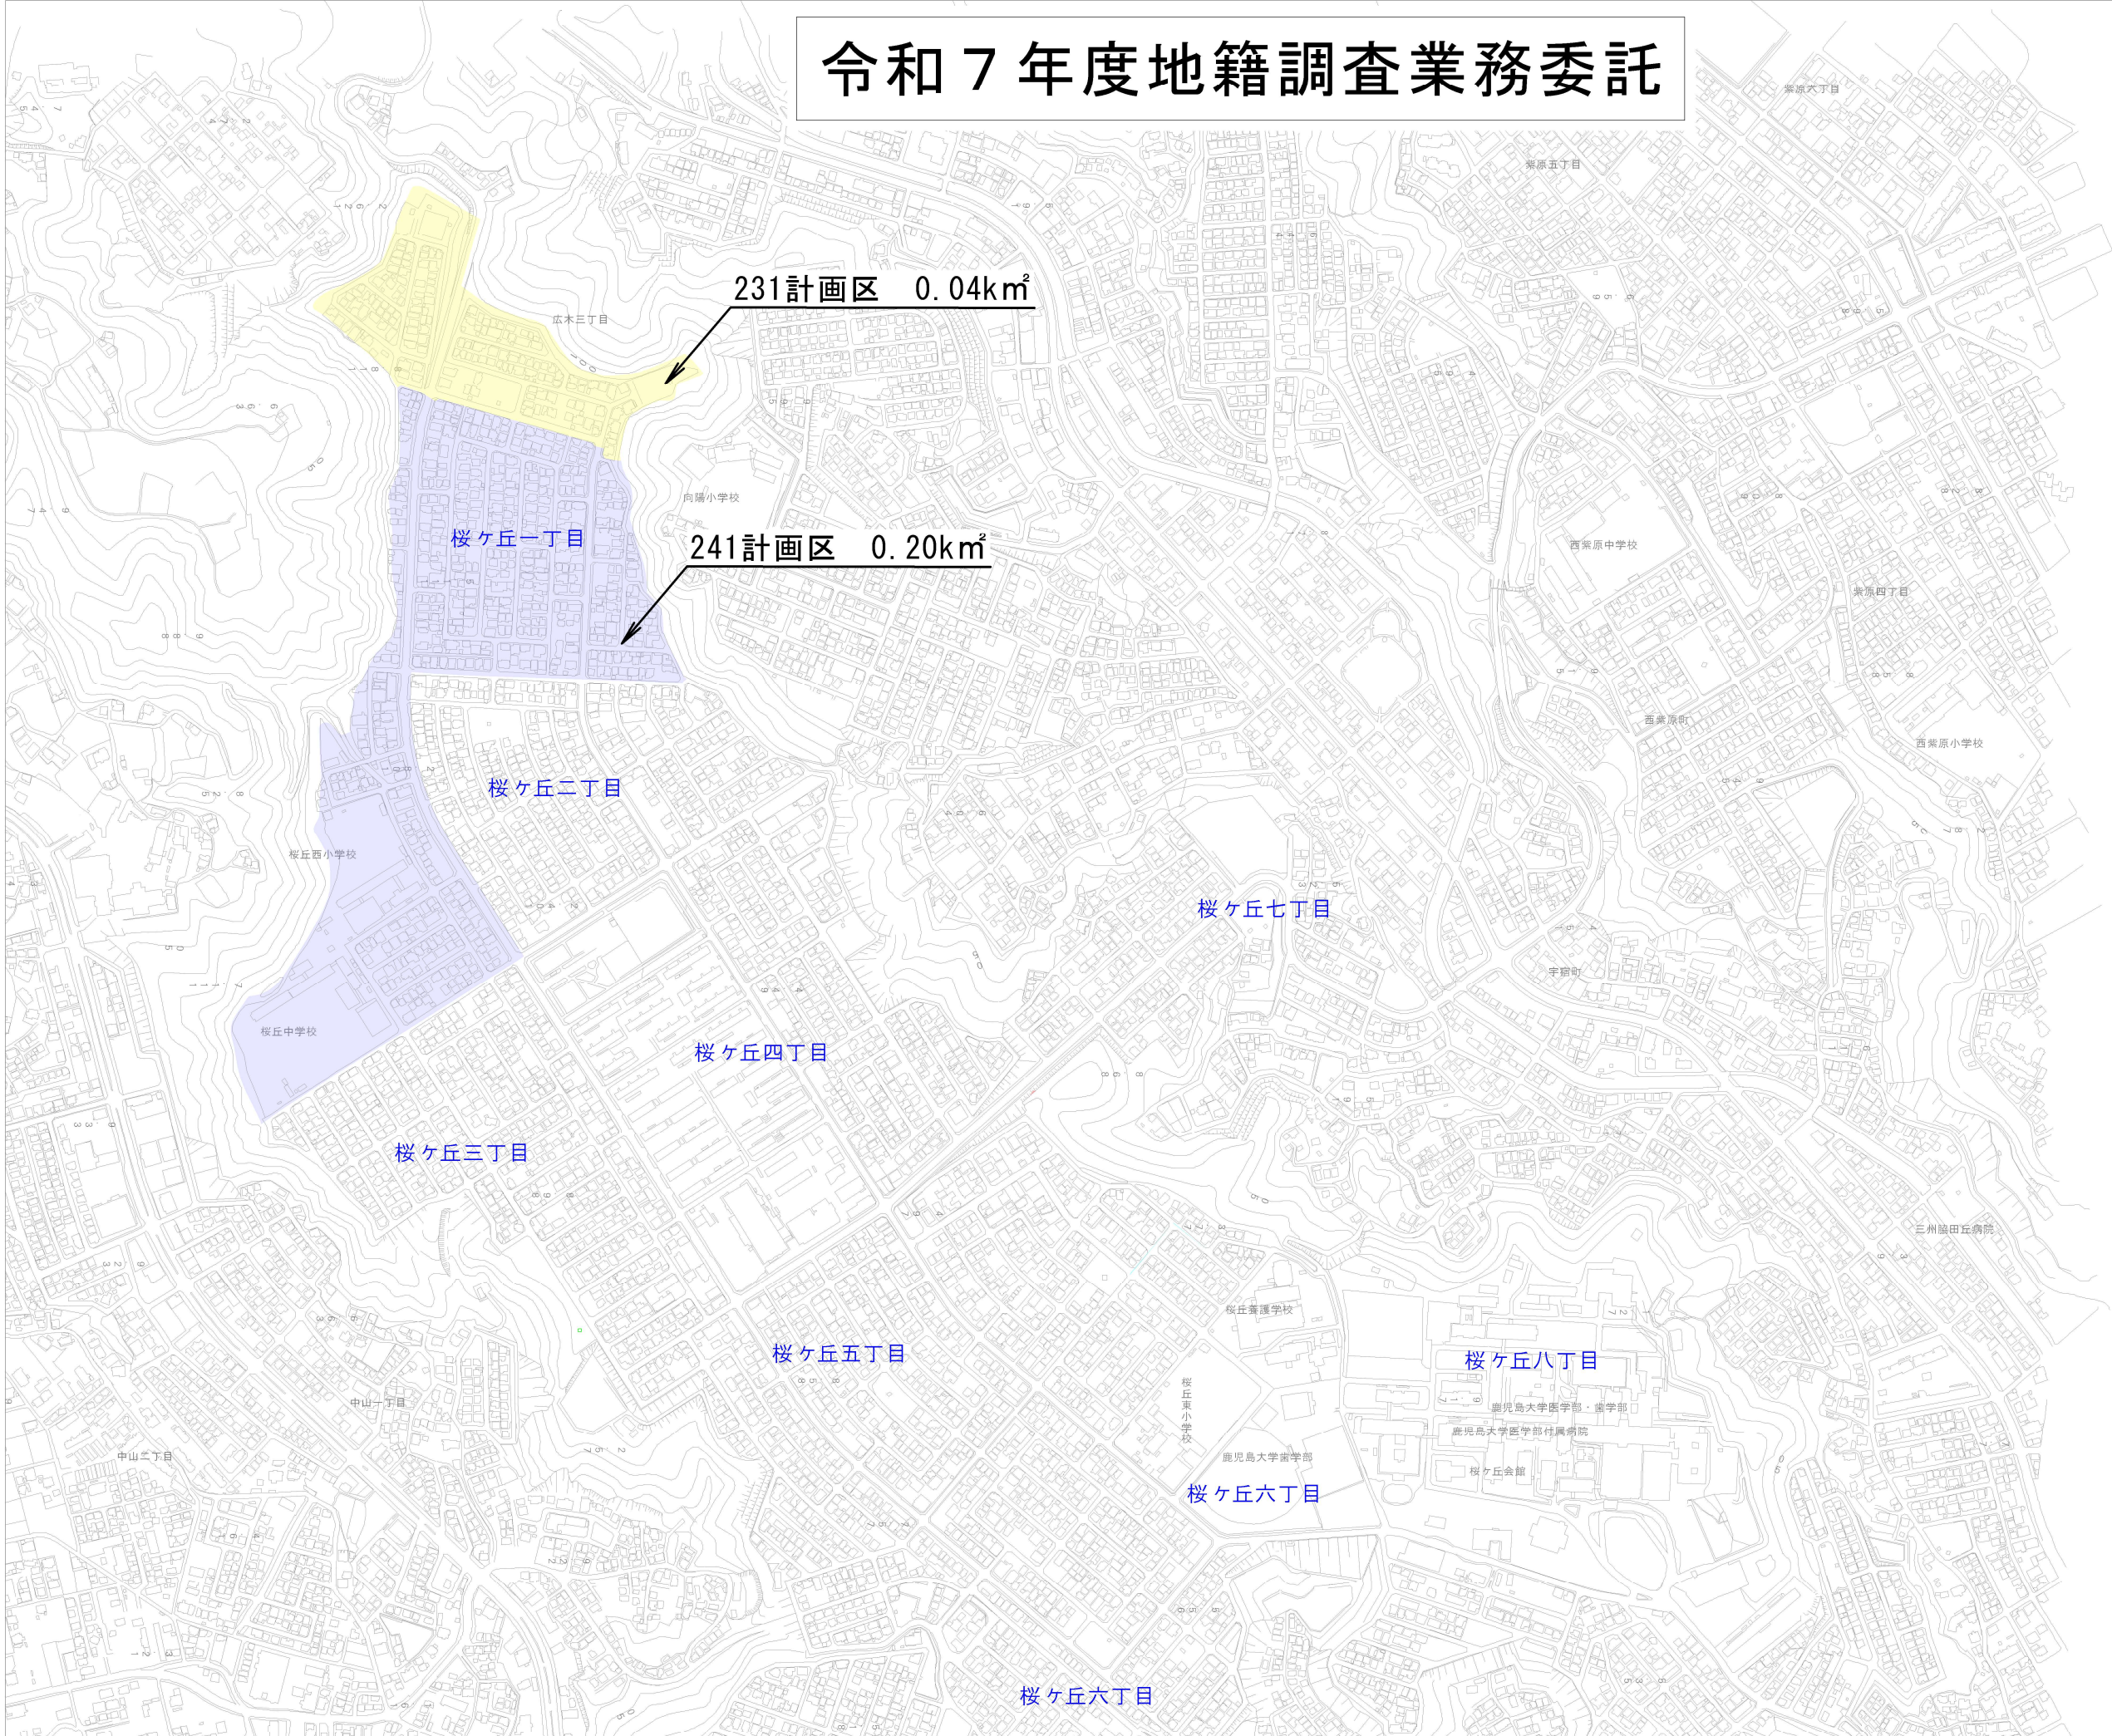 令和７年度地籍調査業務委託
紫原六丁目
紫原五丁目
231計画区　0.04k㎡
広木三丁目
向陽小学校
桜ケ丘一丁目
241計画区　0.20k㎡
西紫原中学校
紫原四丁目
西紫原町
西紫原小学校
桜ケ丘二丁目
桜丘西小学校
桜ケ丘七丁目
宇宿町
桜丘中学校
桜ケ丘四丁目
桜ケ丘三丁目
三州脇田丘病院
桜丘養護学校
桜ケ丘五丁目
桜ケ丘八丁目
中山一丁目
桜丘東小学校
鹿児島大学医学部・歯学部
鹿児島大学医学部付属病院
中山二丁目
鹿児島大学歯学部
桜ケ丘会館
桜ケ丘六丁目
桜ケ丘六丁目